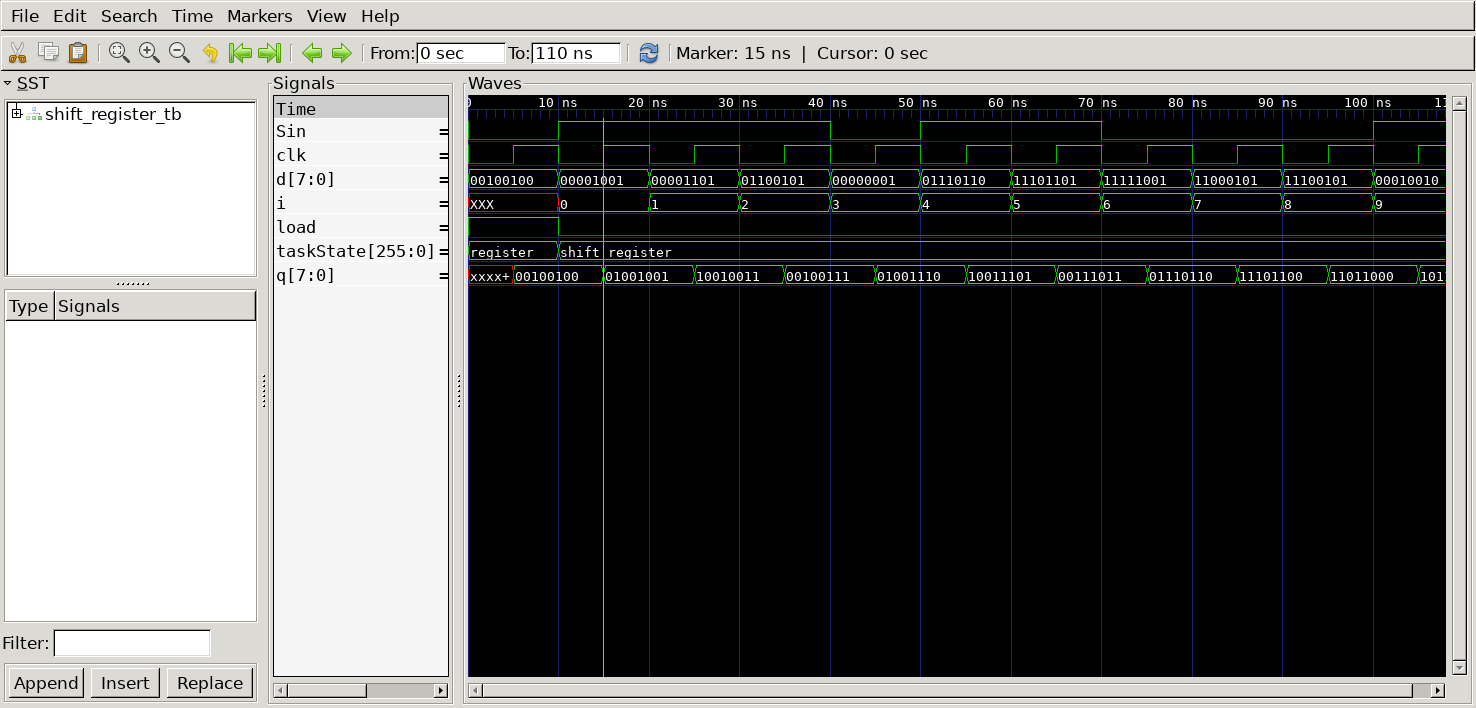 File Edit Search Time Markers View Help
From: 0 sec To: 110 ns Marker: 15 ns | Cursor: 0 sec
SST
shift_register_tb
Type Signals
Filter:
Append Insert Replace
Signals
Time
Sin =
clk =
d[7:0] =
i =
load =
taskState[255:0] =
q[7:0] =
Waves
0 10 ns 20 ns 30 ns 40 ns 50 ns 60 ns 70 ns 80 ns 90 ns 100 ns 11
00100100 00001001 00001101 01100101 00000001 01110110 11101101 11111001 11000101 11100101 00010010
XXX 0 1 2 3 4 5 6 7 8 9
register shift register
xxxx+ 00100100 01001001 10010011 00100111 01001110 10011101 00111011 01110110 11101100 11011000 101